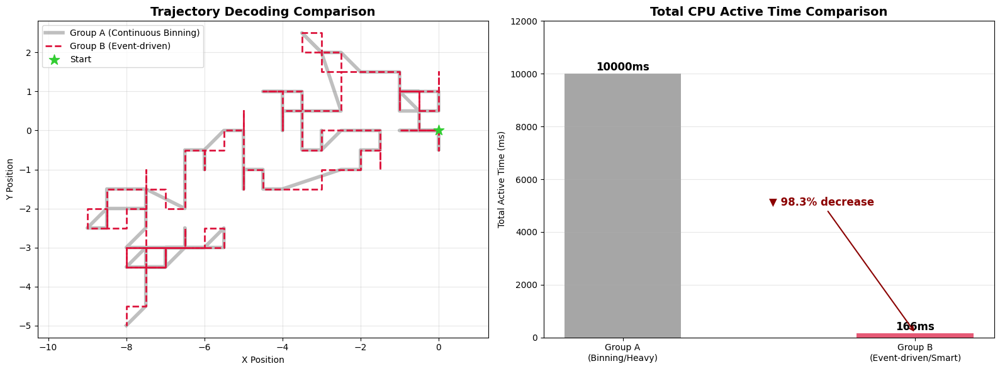 Trajectory Decoding Comparison
Group A (Continuous Binning)
Group B (Event-driven)
Start
Y Position
2
1
0
−1
−2
−3
−4
−5
−10
−8
−6
−4
−2
0
X Position
Total CPU Active Time Comparison
Total Active Time (ms)
12000
10000
8000
6000
4000
2000
0
10000ms
▼ 98.3% decrease
166ms
Group A
(Binning/Heavy)
Group B
(Event-driven/Smart)